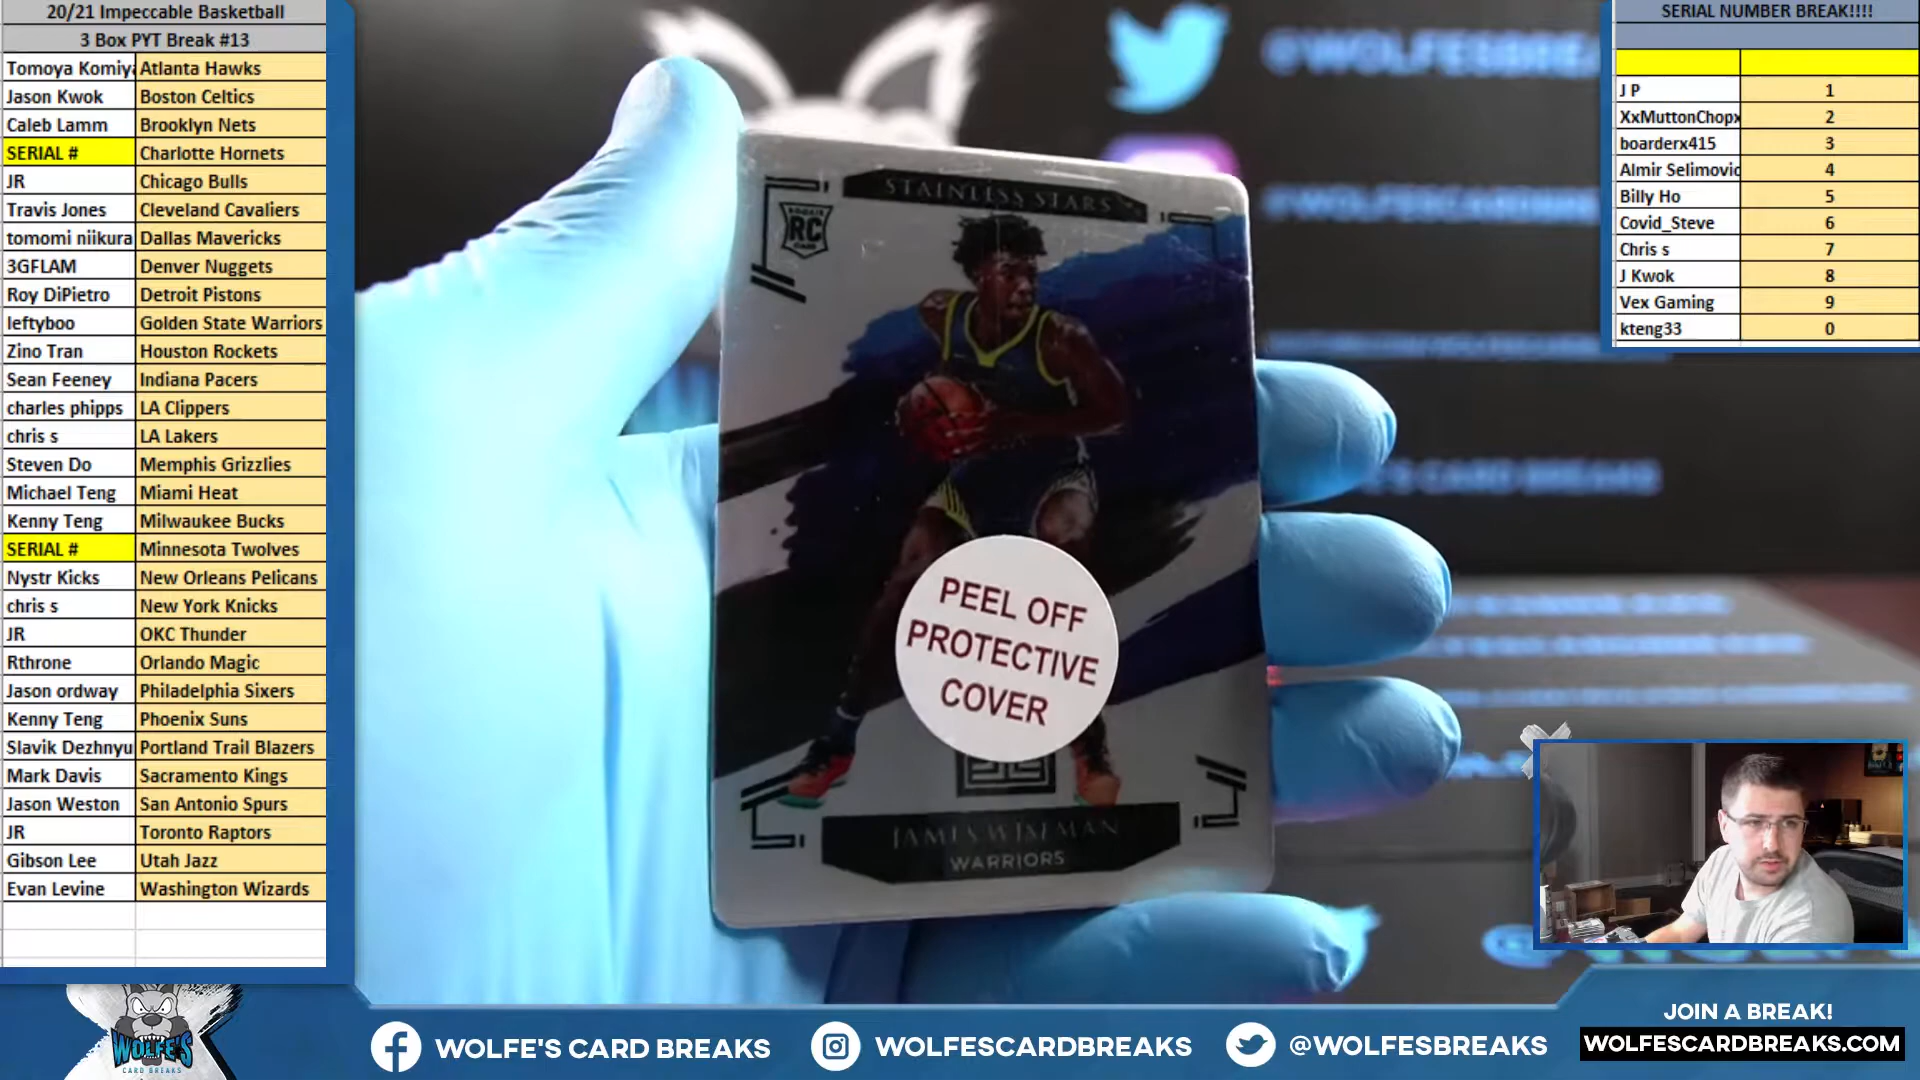 20/21 Impeccable Basketball
3 Box PYT Break #13
Tomoya Komiya Atlanta Hawks
Jason Kwok Boston Celtics
Caleb Lamm Brooklyn Nets
SERIAL # Charlotte Hornets
JR Chicago Bulls
Travis Jones Cleveland Cavaliers
tomomi niikura Dallas Mavericks
3GFLAM Denver Nuggets
Roy DiPietro Detroit Pistons
leftyboo Golden State Warriors
Zino Tran Houston Rockets
Sean Feeney Indiana Pacers
charles phipps LA Clippers
chris s LA Lakers
Steven Do Memphis Grizzlies
Michael Teng Miami Heat
Kenny Teng Milwaukee Bucks
SERIAL # Minnesota Twolves
Nystr Kicks New Orleans Pelicans
chris s New York Knicks
JR OKC Thunder
Rthrone Orlando Magic
Jason ordway Philadelphia Sixers
Kenny Teng Phoenix Suns
Slavik Dezhnyu Portland Trail Blazers
Mark Davis Sacramento Kings
Jason Weston San Antonio Spurs
JR Toronto Raptors
Gibson Lee Utah Jazz
Evan Levine Washington Wizards
SERIAL NUMBER BREAK!!!!
J P 1
XxMuttonChopx 2
boarderx415 3
Almir Selimovic 4
Billy Ho 5
Covid_Steve 6
Chris s 7
J Kwok 8
Vex Gaming 9
kteng33 0
@WOLFESBREA
STAINLESS STARS
ROOKIE
RC
CARD
PEEL OFF
PROTECTIVE
COVER
JAMES WISEMAN
WARRIORS
WOLFE'S
CARD BREAKS
WOLFE'S CARD BREAKS
WOLFESCARDBREAKS
@WOLFESBREAKS
JOIN A BREAK!
WOLFESCARDBREAKS.COM